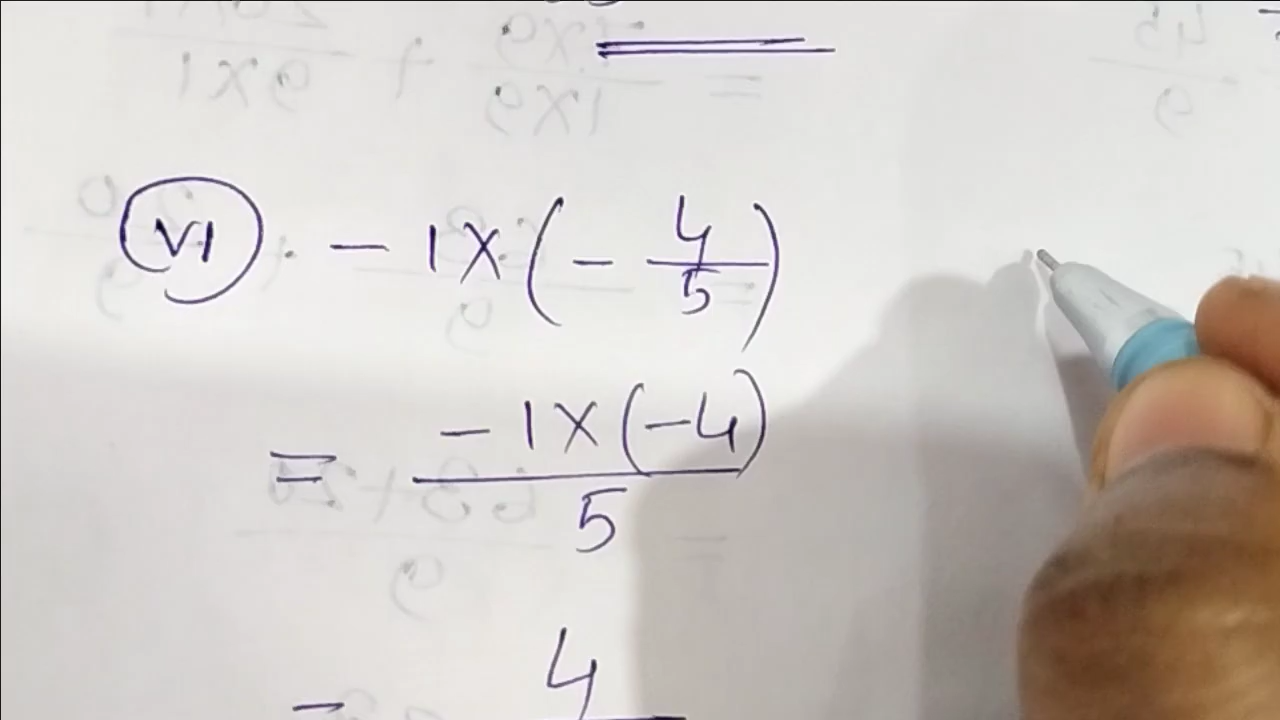 VI. - 1 X (- 4/5)
= - 1 X (-4) / 5
= 4